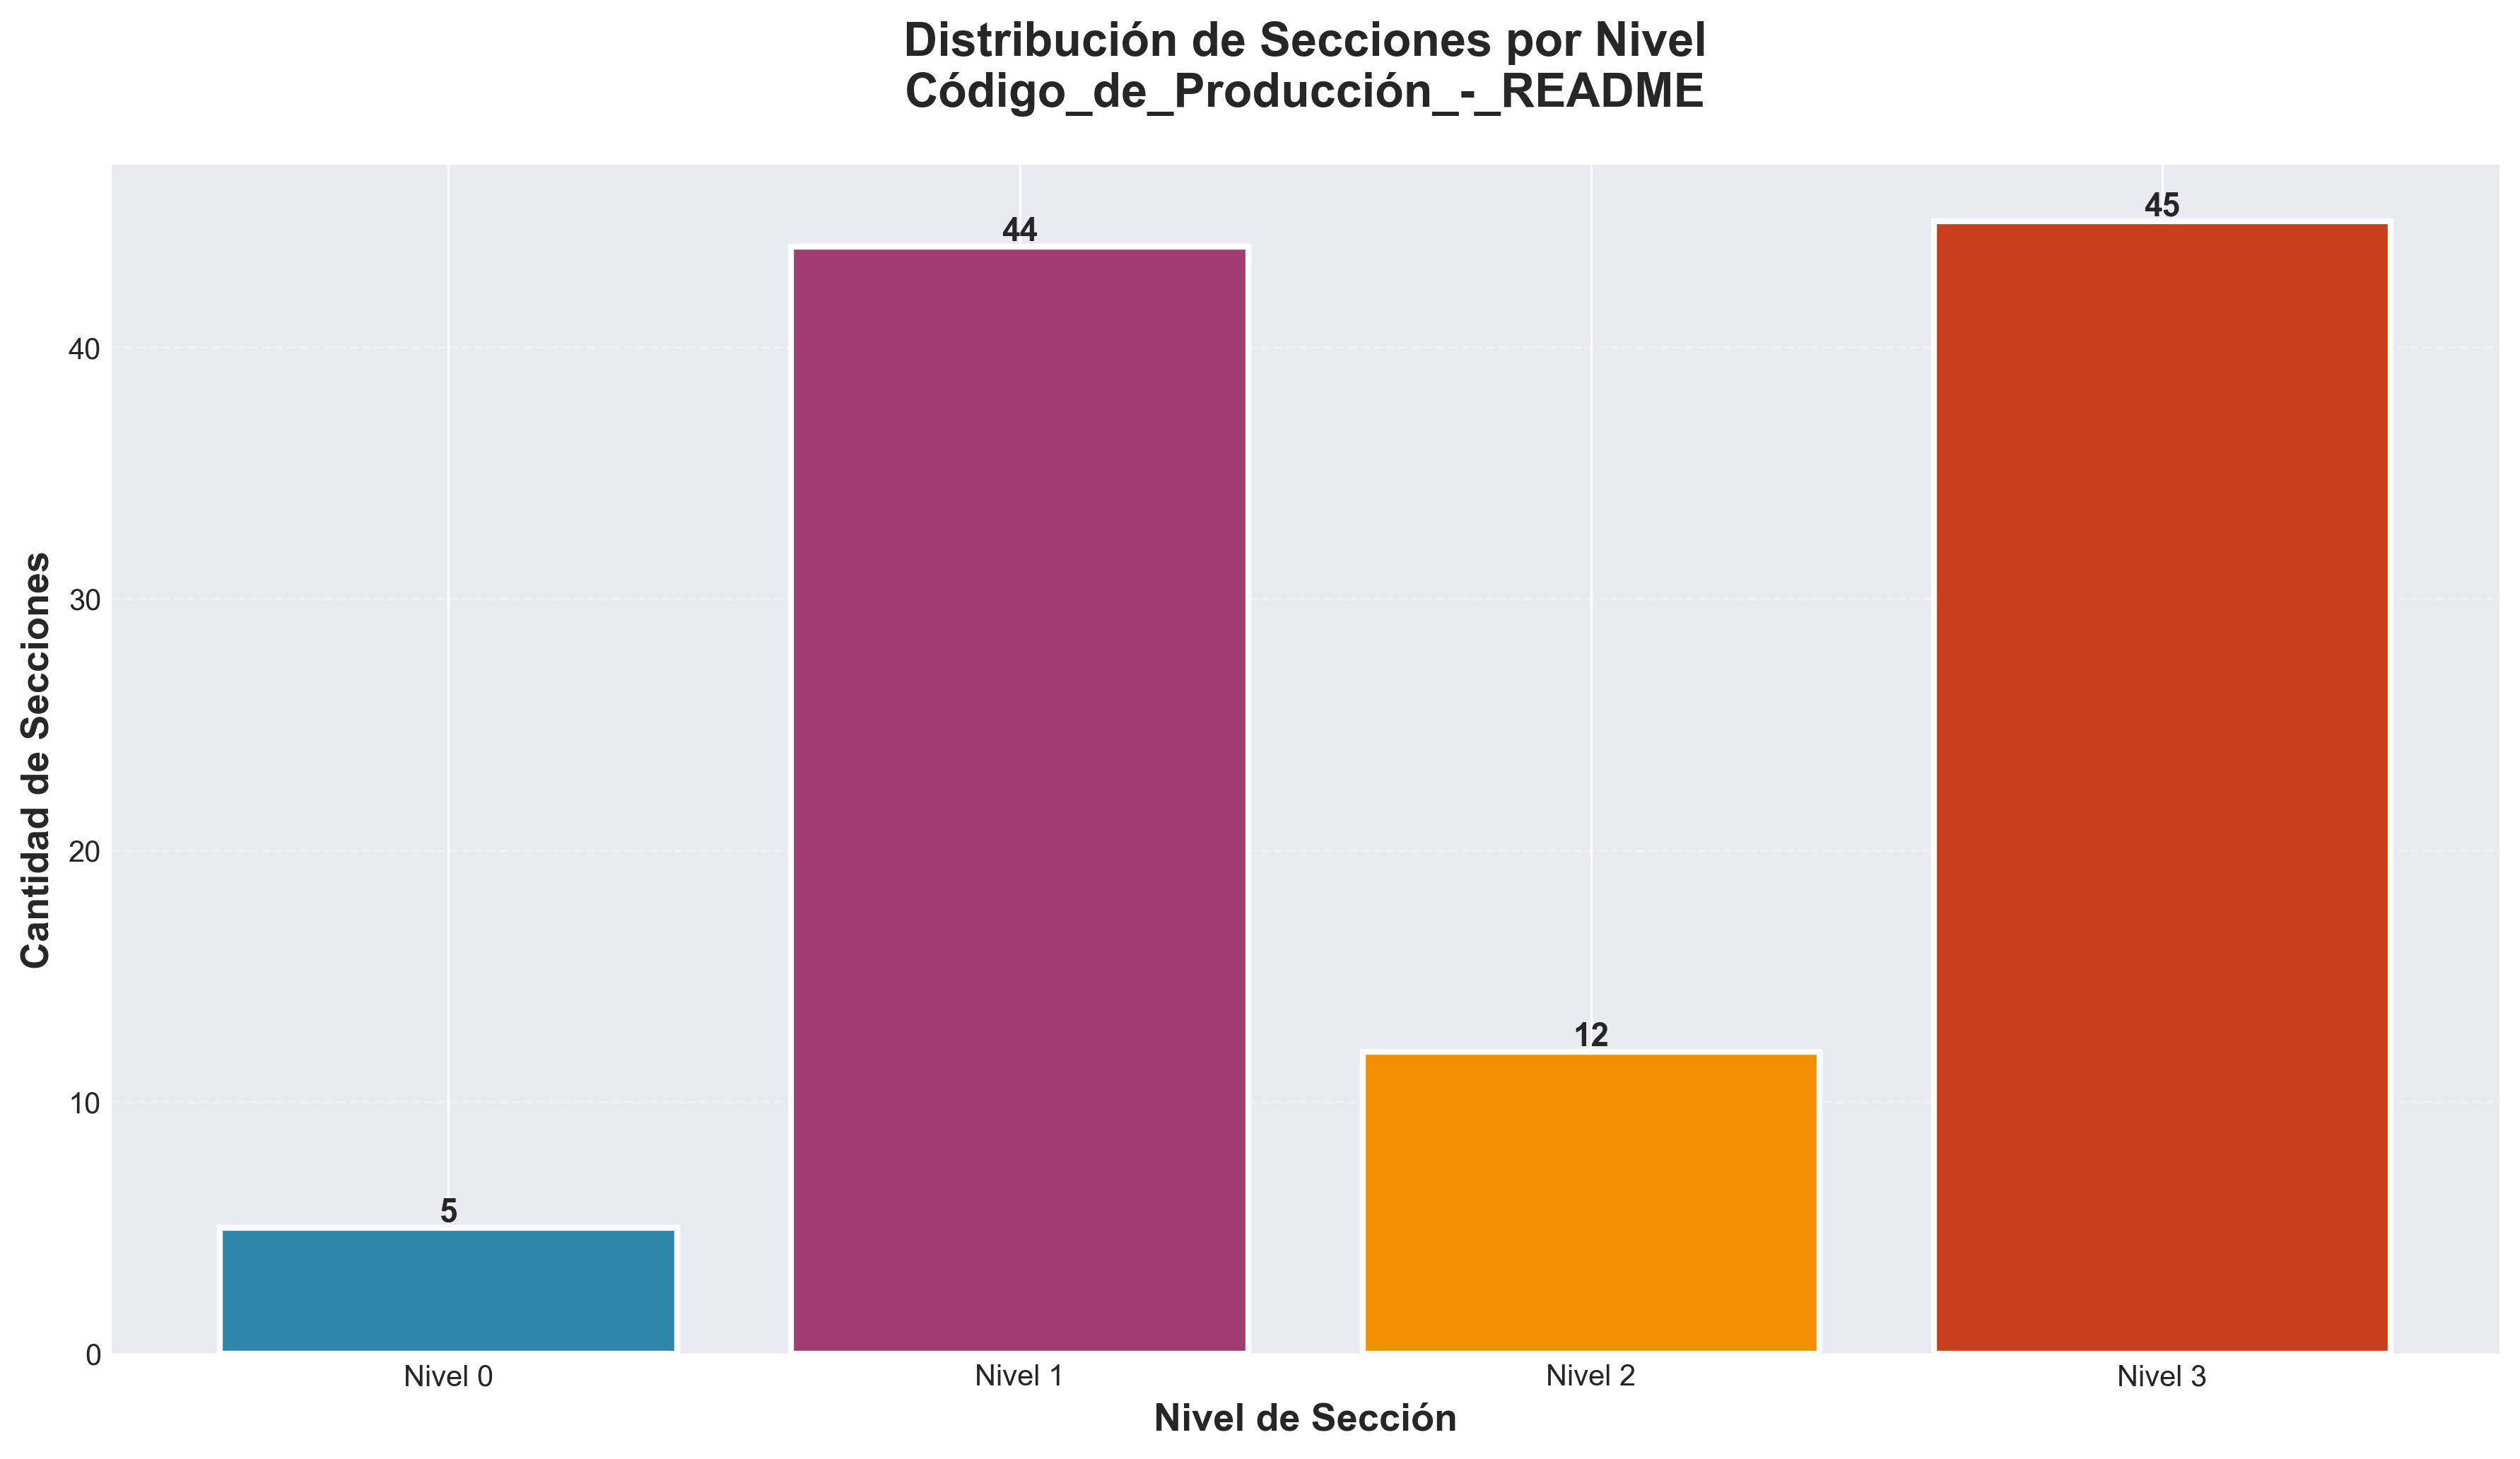 Distribución de Secciones por Nivel
Código_de_Producción_-_README
Cantidad de Secciones
40
30
20
10
0
5
44
12
45
Nivel 0
Nivel 1
Nivel 2
Nivel 3
Nivel de Sección